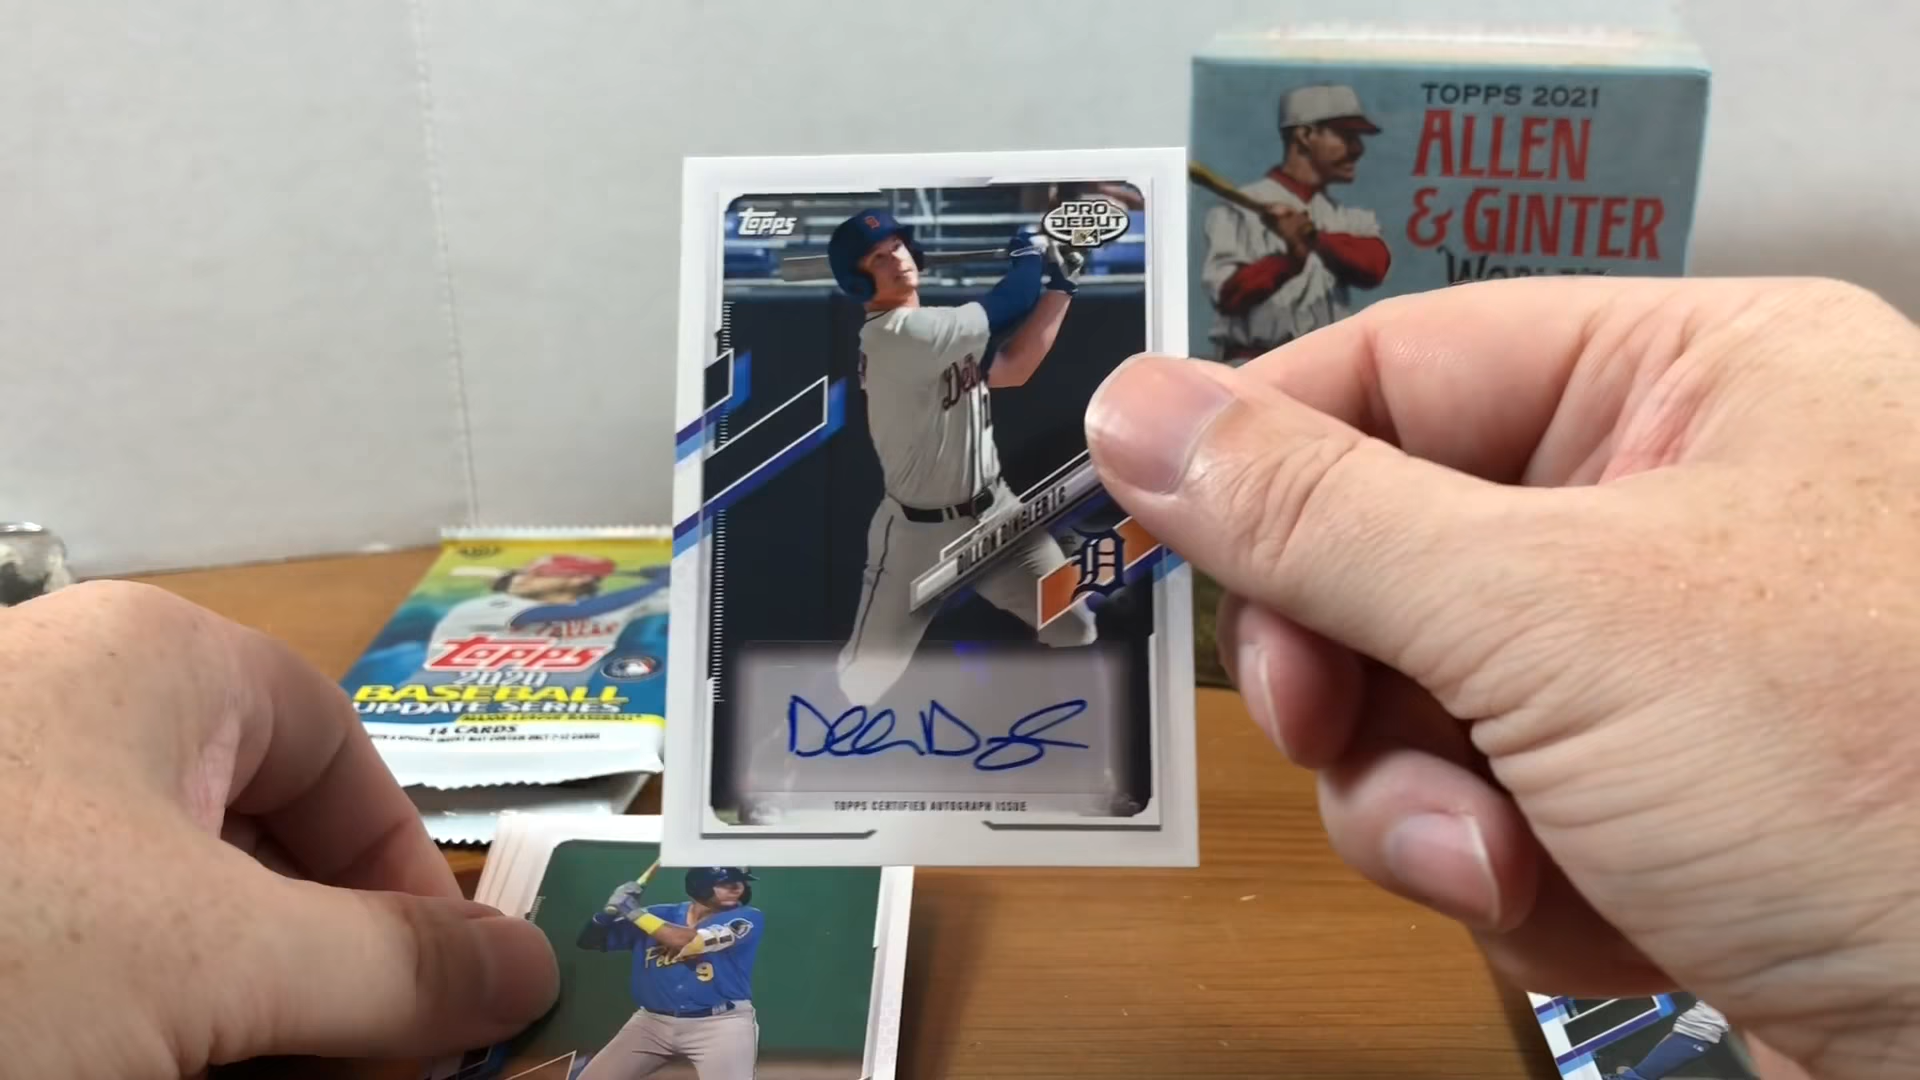 TOPPS 2021
ALLEN
& GINTER
topps
PRO
DEBUT
DILLON DINGLER | C
D
TOPPS CERTIFIED AUTOGRAPH ISSUE
topps
2020
BASEBALL
UPDATE SERIES
14 CARDS
9